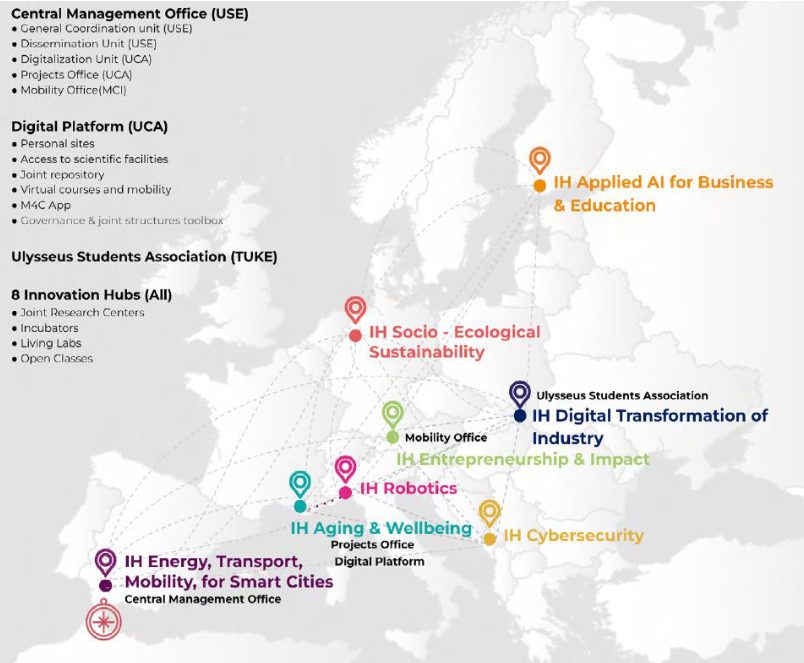 Central Management Office (USE)
• General Coordination unit (USE)
• Dissemination Unit (USE)
• Digitalization Unit (UCA)
• Projects Office (UCA)
• Mobility Office(MCI)
Digital Platform (UCA)
• Personal sites
• Access to scientific facilities
• Joint repository
• Virtual courses and mobility
• M4C App
• Governance & joint structures toolbox
Ulysseus Students Association (TUKE)
8 Innovation Hubs (All)
• Joint Research Centers
• Incubators
• Living Labs
• Open Classes
IH Applied AI for Business
& Education
IH Socio - Ecological
Sustainability
Ulysseus Students Association
IH Digital Transformation of
Industry
Mobility Office
IH Entrepreneurship & Impact
IH Robotics
IH Aging & Wellbeing
Projects Office
Digital Platform
IH Cybersecurity
IH Energy, Transport,
Mobility, for Smart Cities
Central Management Office